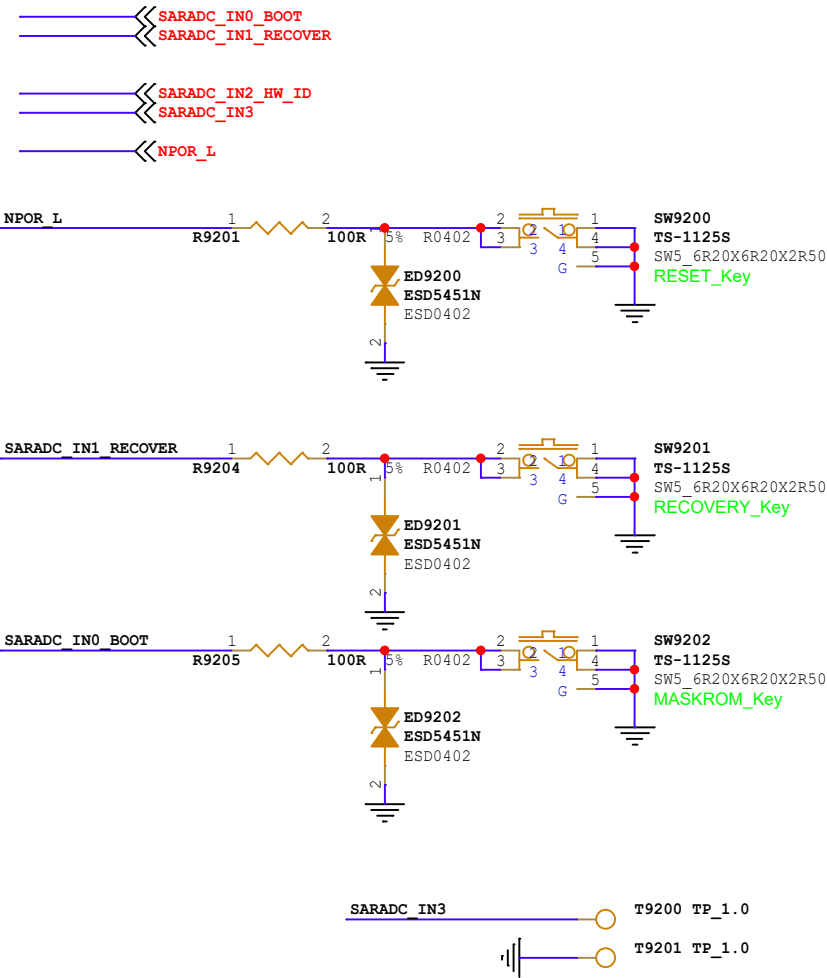 SARADC_IN0_BOOT
SARADC_IN1_RECOVER
SARADC_IN2_HW_ID
SARADC_IN3
NPOR_L
NPOR_L 1 2 2 1 SW9200
R9201 100R 5% R0402 3 2 1 4 TS-1125S
3 4 5 SW5_6R20X6R20X2R50
G RESET_Key
1
ED9200
ESD5451N
ESD0402
2
SARADC_IN1_RECOVER 1 2 2 1 SW9201
R9204 100R 5% R0402 3 2 1 4 TS-1125S
1 3 4 5 SW5_6R20X6R20X2R50
G RECOVERY_Key
ED9201
ESD5451N
ESD0402
2
SARADC_IN0_BOOT 1 2 2 1 SW9202
R9205 100R 5% R0402 3 2 1 4 TS-1125S
1 3 4 5 SW5_6R20X6R20X2R50
G MASKROM_Key
ED9202
ESD5451N
ESD0402
2
SARADC_IN3 T9200 TP_1.0
T9201 TP_1.0